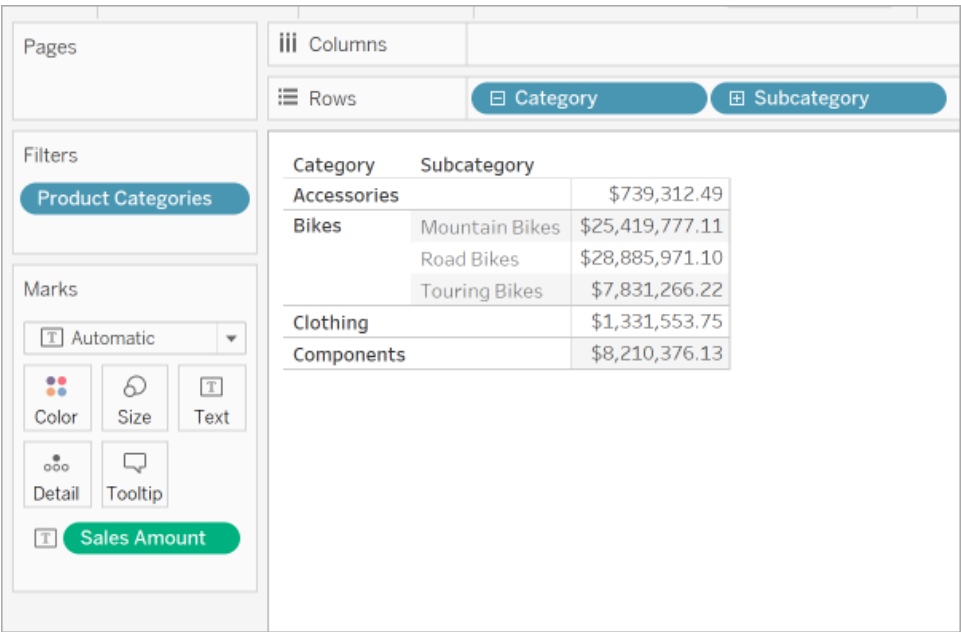 Pages
Columns
Rows
Category
Subcategory
Filters
Product Categories
Marks
Automatic
Color
Size
Text
Detail
Tooltip
Sales Amount
Category Subcategory
Accessories $739,312.49
Bikes Mountain Bikes $25,419,777.11
Road Bikes $28,885,971.10
Touring Bikes $7,831,266.22
Clothing $1,331,553.75
Components $8,210,376.13